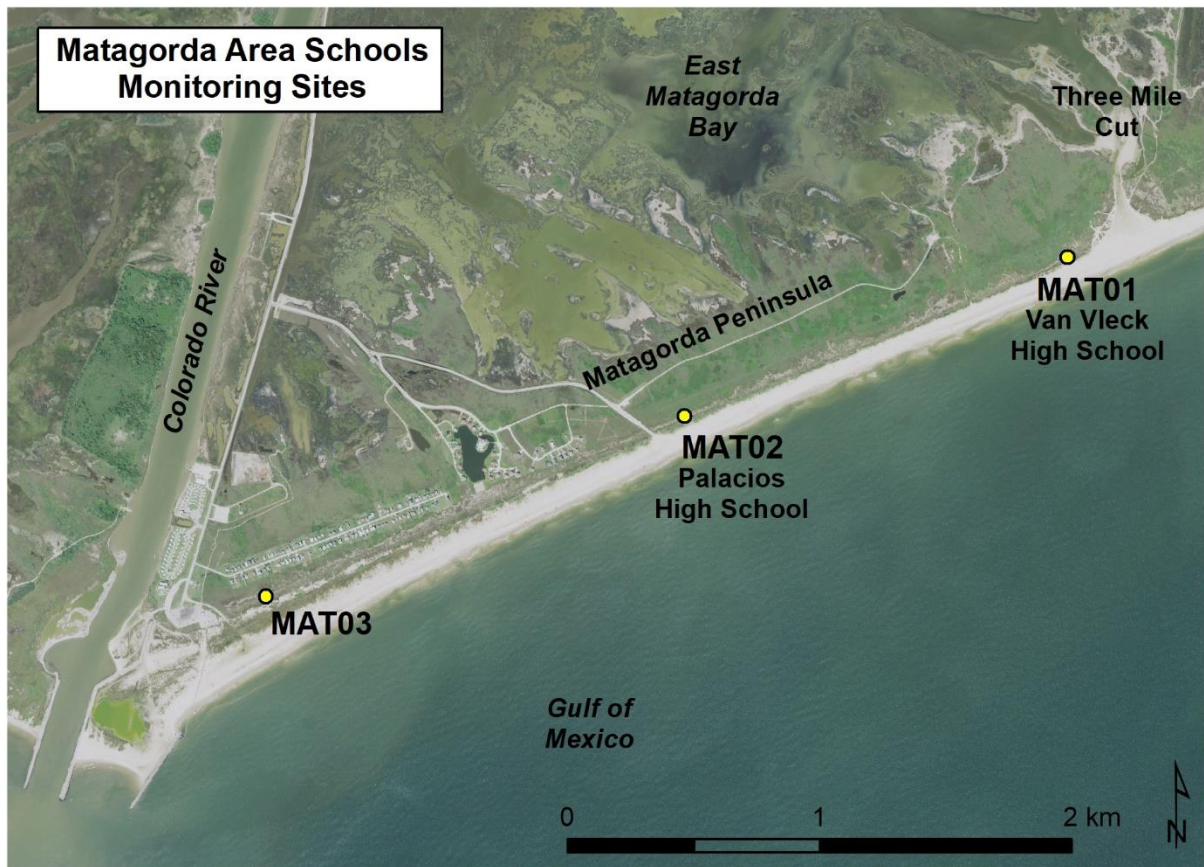 Matagorda Area Schools
Monitoring Sites
East
Matagorda
Bay
Three Mile
Cut
Colorado River
MAT01
Van Vleck
High School
Matagorda Peninsula
MAT02
Palacios
High School
MAT03
Gulf of
Mexico
0 1 2 km
N